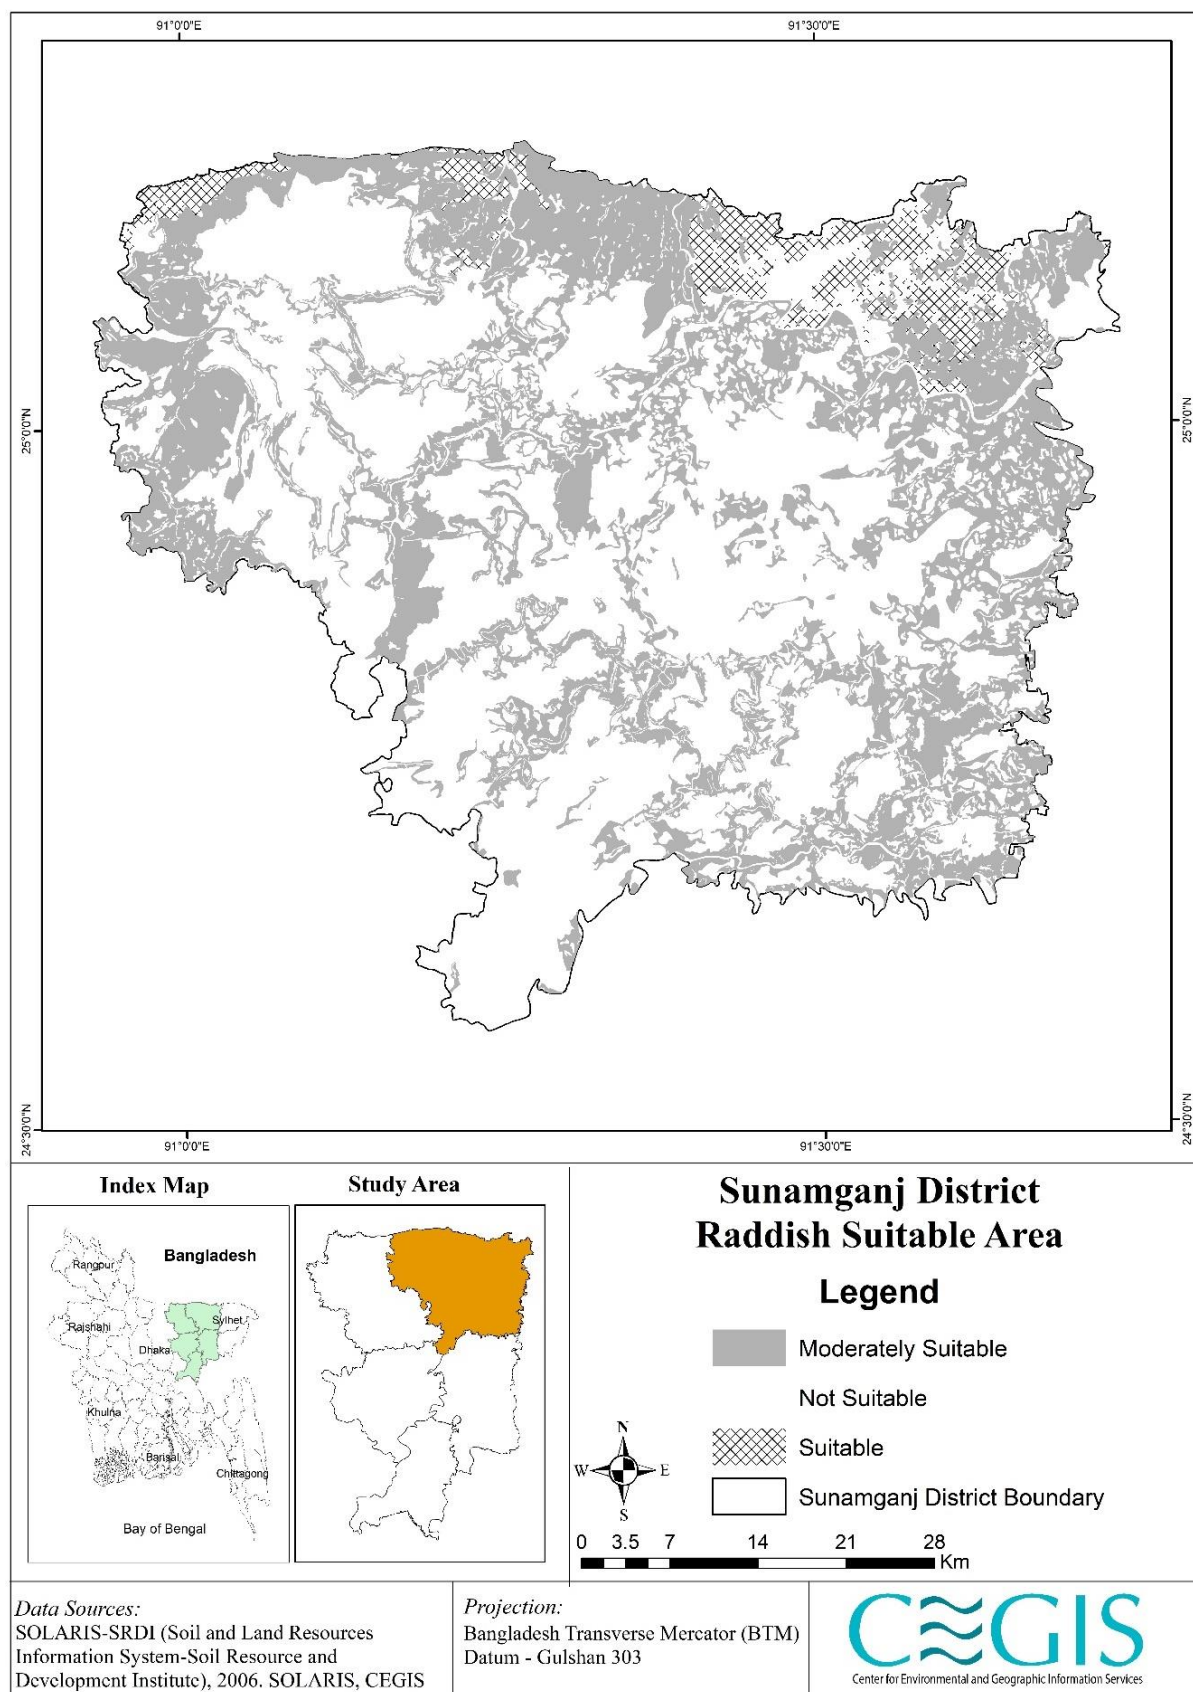 91°0'0"E
91°30'0"E
25°0'0"N
25°0'0"N
24°30'0"N
24°30'0"N
91°0'0"E
91°30'0"E
Index Map
Bangladesh
Rangpur
Rajshahi
Sylhet
Dhaka
Khulna
Barisal
Chittagong
Bay of Bengal
Study Area
Sunamganj District
Raddish Suitable Area
Legend
Moderately Suitable
Not Suitable
Suitable
Sunamganj District Boundary
N
W E
S
0 3.5 7 14 21 28
Km
Data Sources:
SOLARIS-SRDI (Soil and Land Resources
Information System-Soil Resource and
Development Institute), 2006. SOLARIS, CEGIS
Projection:
Bangladesh Transverse Mercator (BTM)
Datum - Gulshan 303
CEGIS
Center for Environmental and Geographic Information Services